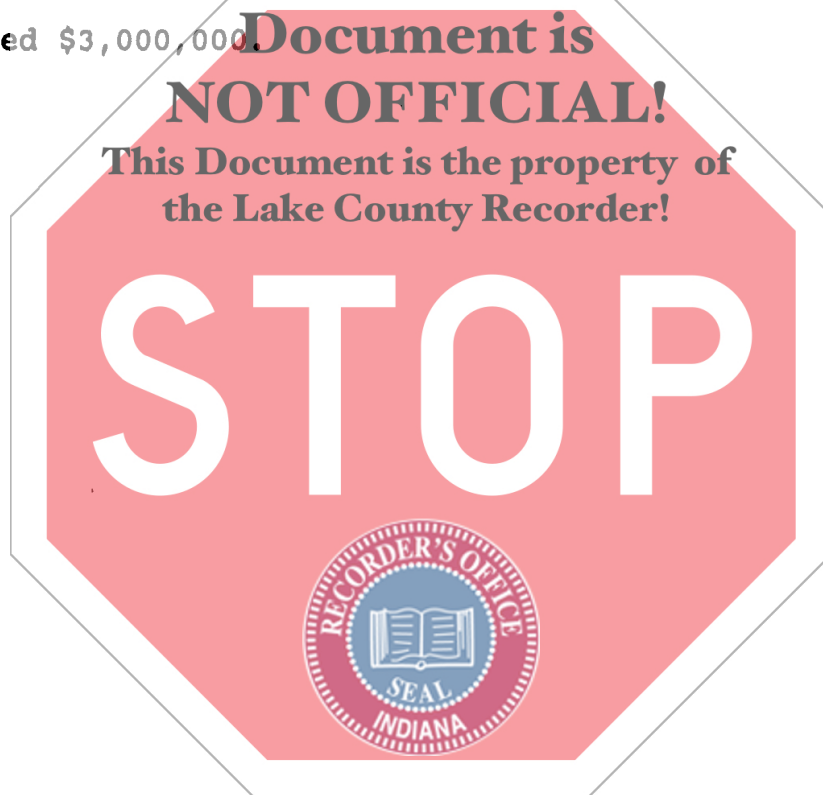 ed $3,000,000.
Document is
NOT OFFICIAL!
This Document is the property of
the Lake County Recorder!
STOP
RECORDER'S OFFICE
SEAL
INDIANA